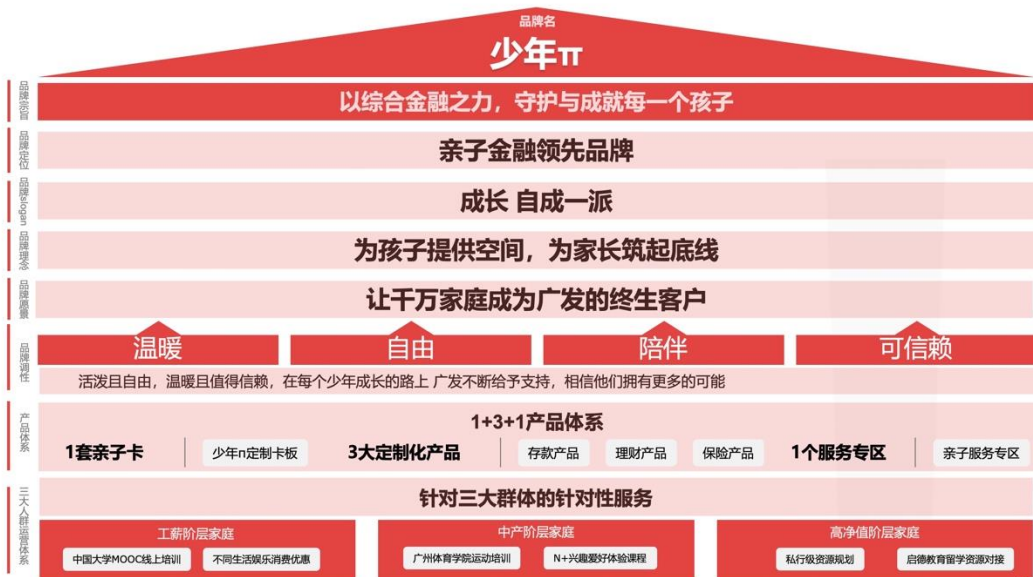 品牌名
少年π
品牌宗旨
以综合金融之力，守护与成就每一个孩子
品牌定位
亲子金融领先品牌
品牌slogan
成长 自成一派
品牌理念
为孩子提供空间，为家长筑起底线
品牌愿景
让千万家庭成为广发的终生客户
品牌调性
温暖 自由 陪伴 可信赖
活泼且自由，温暖且值得信赖，在每个少年成长的路上 广发不断给予支持，相信他们拥有更多的可能
产品体系
1+3+1产品体系
1套亲子卡 少年n定制卡板 3大定制化产品 存款产品 理财产品 保险产品 1个服务专区 亲子服务专区
三大人群运营体系
针对三大群体的针对性服务
工薪阶层家庭 中产阶层家庭 高净值阶层家庭
中国大学MOOC线上培训 不同生活娱乐消费优惠 广州体育学院运动培训 N+兴趣爱好体验课程 私行级资源规划 启德教育留学资源对接